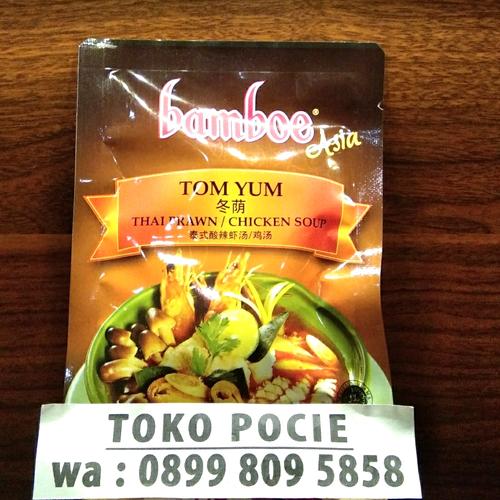 bamboe®
Asia
TOM YUM
冬荫
THAI PRAWN / CHICKEN SOUP
泰式酸辣虾汤/鸡汤
TOKO POCIE
wa : 0899 809 5858